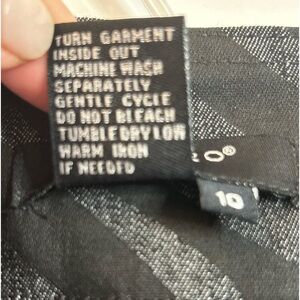 TURN GARMENT
INSIDE OUT
MACHINE WASH
SEPARATELY
GENTLE CYCLE
DO NOT BLEACH
TUMBLE DRY LOW
WARM IRON
IF NEEDED
O®
10